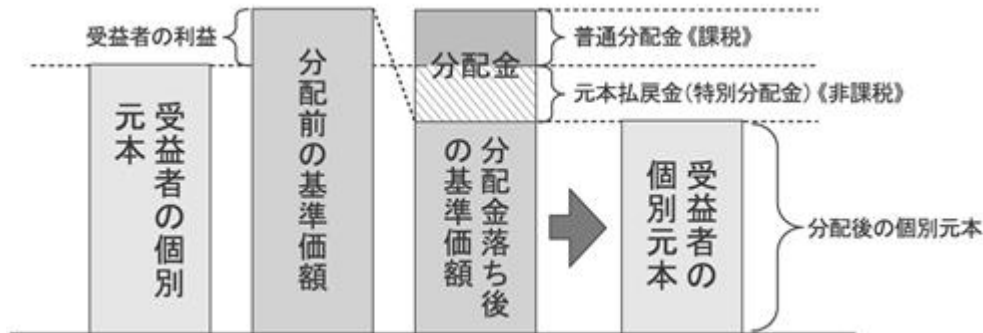 受益者の利益
受益者の個別
元本
分配前の基準価額
分配金
分配金落ち後
の基準価額
普通分配金《課税》
元本払戻金(特別分配金)《非課税》
受益者の
個別元本
分配後の個別元本